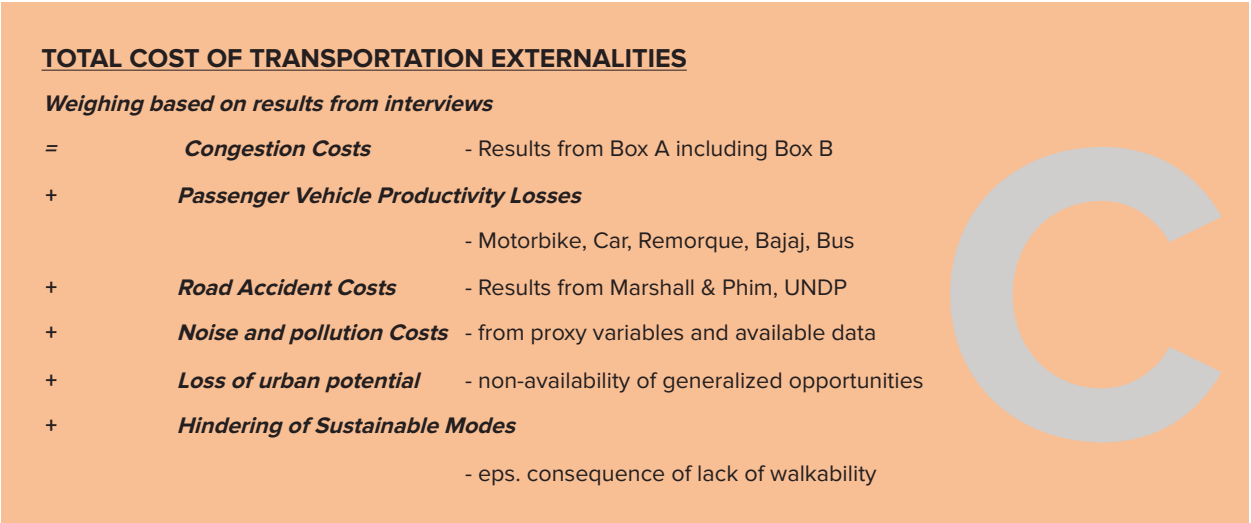 TOTAL COST OF TRANSPORTATION EXTERNALITIES
Weighing based on results from interviews
= Congestion Costs - Results from Box A including Box B
+ Passenger Vehicle Productivity Losses
- Motorbike, Car, Remorque, Bajaj, Bus
+ Road Accident Costs - Results from Marshall & Phim, UNDP
+ Noise and pollution Costs - from proxy variables and available data
+ Loss of urban potential - non-availability of generalized opportunities
+ Hindering of Sustainable Modes
- eps. consequence of lack of walkability
C